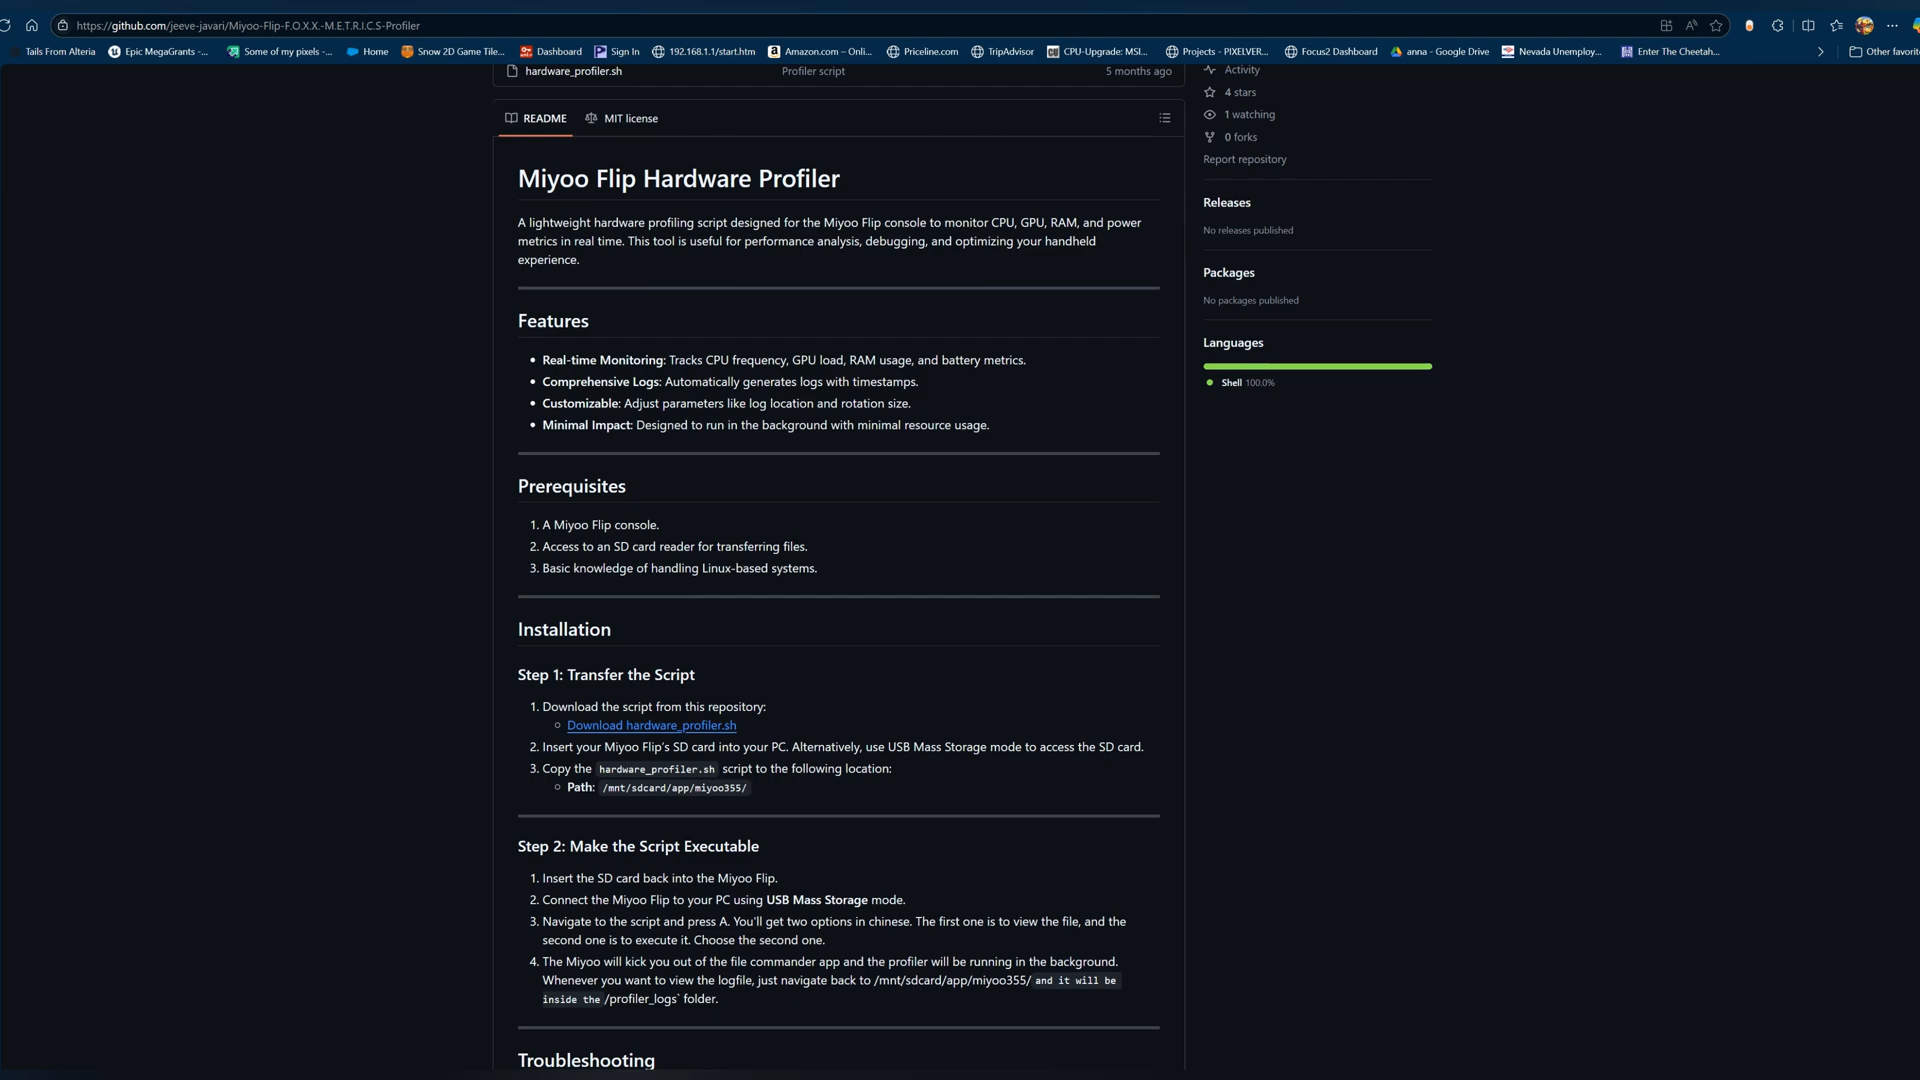 https://github.com/jeeve-javari/Miyoo-Flip-F.O.X.X.-M.E.T.R.I.C.S-Profiler
Tails From Alteria
Epic MegaGrants -...
Some of my pixels -...
Home
Snow 2D Game Tile...
Dashboard
Sign In
192.168.1.1/start.htm
Amazon.com – Onli...
Priceline.com
TripAdvisor
CPU-Upgrade: MSI...
Projects - PIXELVER...
Focus2 Dashboard
anna - Google Drive
Nevada Unemploy...
Enter The Cheetah...
Other favorit
hardware_profiler.sh
Profiler script
5 months ago
README
MIT license
Miyoo Flip Hardware Profiler
A lightweight hardware profiling script designed for the Miyoo Flip console to monitor CPU, GPU, RAM, and power
metrics in real time. This tool is useful for performance analysis, debugging, and optimizing your handheld
experience.
Features
• Real-time Monitoring: Tracks CPU frequency, GPU load, RAM usage, and battery metrics.
• Comprehensive Logs: Automatically generates logs with timestamps.
• Customizable: Adjust parameters like log location and rotation size.
• Minimal Impact: Designed to run in the background with minimal resource usage.
Prerequisites
1. A Miyoo Flip console.
2. Access to an SD card reader for transferring files.
3. Basic knowledge of handling Linux-based systems.
Installation
Step 1: Transfer the Script
1. Download the script from this repository:
Download hardware_profiler.sh
2. Insert your Miyoo Flip’s SD card into your PC. Alternatively, use USB Mass Storage mode to access the SD card.
3. Copy the hardware_profiler.sh script to the following location:
Path: /mnt/sdcard/app/miyoo355/
Step 2: Make the Script Executable
1. Insert the SD card back into the Miyoo Flip.
2. Connect the Miyoo Flip to your PC using USB Mass Storage mode.
3. Navigate to the script and press A. You'll get two options in chinese. The first one is to view the file, and the
second one is to execute it. Choose the second one.
4. The Miyoo will kick you out of the file commander app and the profiler will be running in the background.
Whenever you want to view the logfile, just navigate back to /mnt/sdcard/app/miyoo355/ and it will be
inside the /profiler_logs` folder.
Troubleshooting
Activity
4 stars
1 watching
0 forks
Report repository
Releases
No releases published
Packages
No packages published
Languages
Shell 100.0%